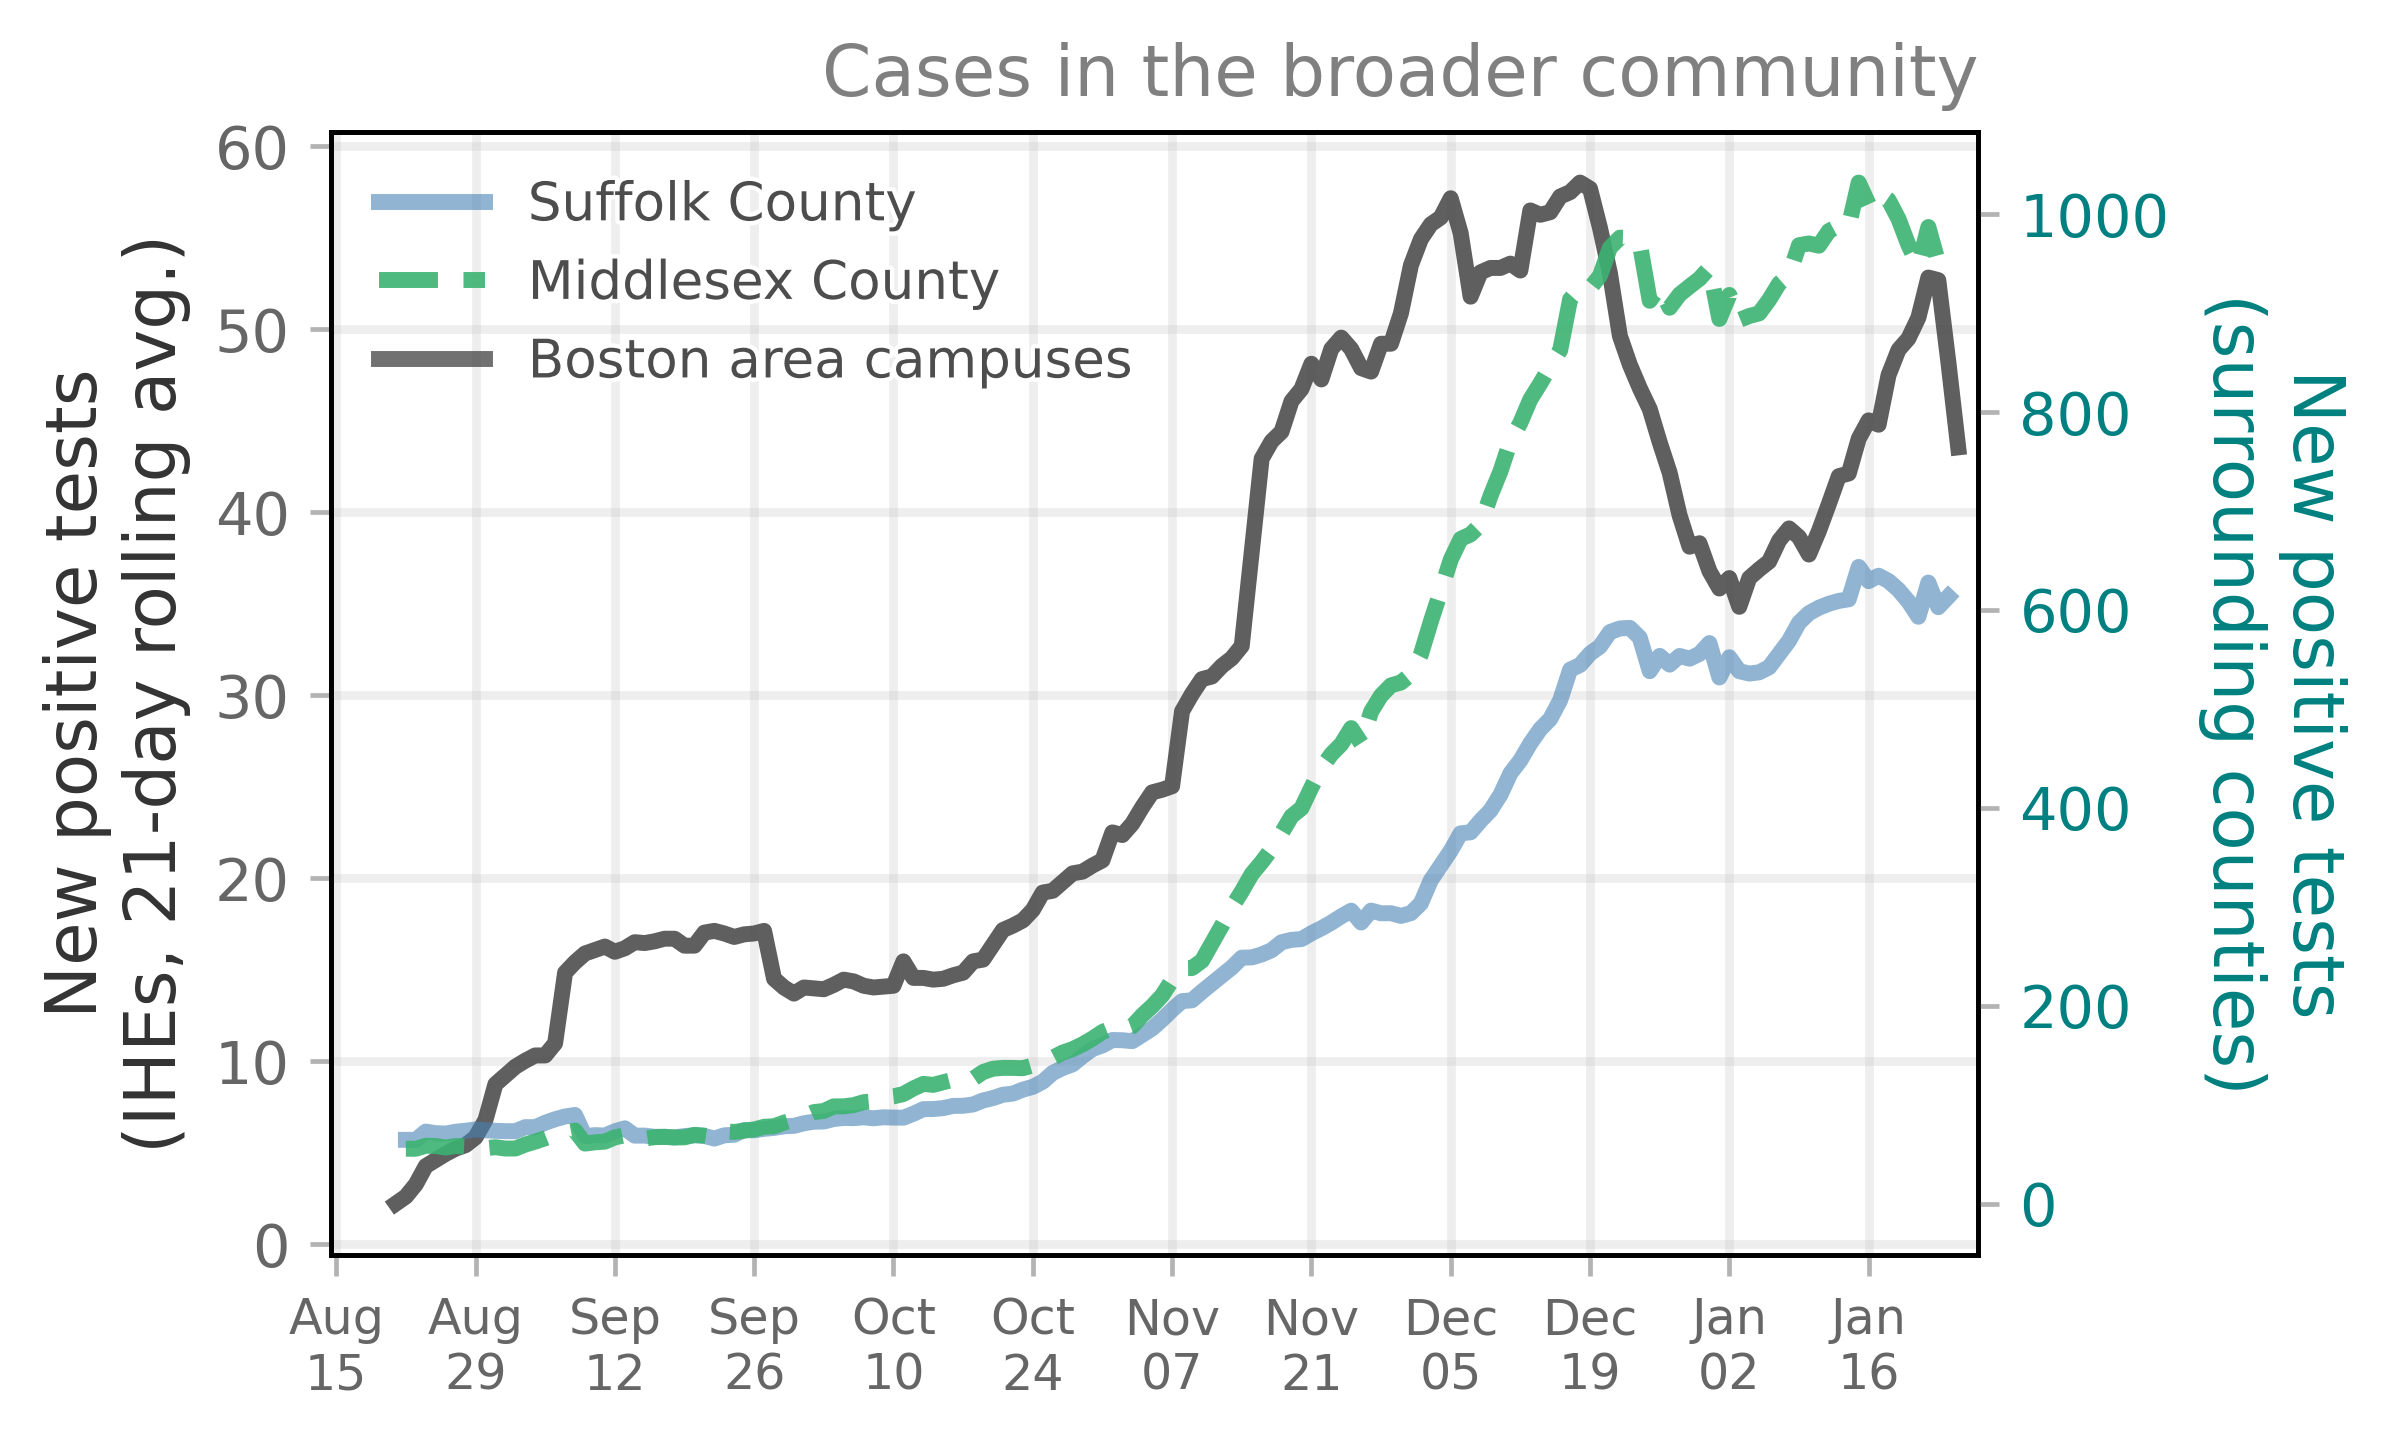 Cases in the broader community
New positive tests
(IHEs, 21-day rolling avg.)
60
50
40
30
20
10
0
Suffolk County
Middlesex County
Boston area campuses
1000
800
600
400
200
0
New positive tests
(surrounding counties)
Aug Aug Sep Sep Oct Oct Nov Nov Dec Dec Jan Jan
15 29 12 26 10 24 07 21 05 19 02 16